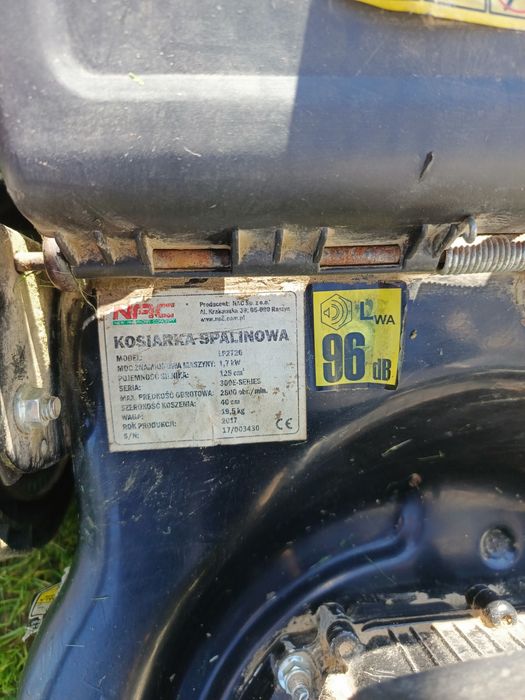 NAC
Producent: NAC Sp. z o.o.
Al. Krakowska 39, 05-090 Raszyn
www.nac.com.pl
KOSIARKA SPALINOWA
MODEL:
MOC ZNAMIONOWA MASZYNY: 1,7 kW
POJEMNOŚĆ SILNIKA: 125 cm³
SERIA: 300E-SERIES
MAX. PRĘDKOŚĆ OBROTOWA: 2800 obr./min.
SZEROKOŚĆ KOSZENIA: 40 cm
WAGA: 19,5 kg
ROK PRODUKCJI: 2017
S/N: 17/003430
CE
LWA
96 dB